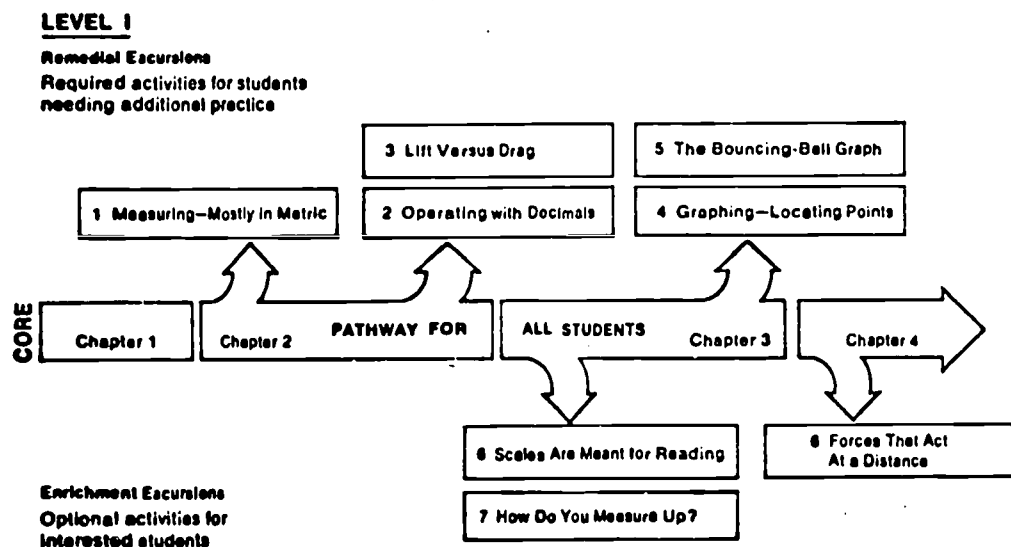 LEVEL I
Remedial Excursions
Required activities for students
needing additional practice
3 Lift Versus Drag
5 The Bouncing-Ball Graph
1 Measuring—Mostly in Metric
2 Operating with Decimals
4 Graphing—Locating Points
CORE
Chapter 1
Chapter 2
PATHWAY FOR
ALL STUDENTS
Chapter 3
Chapter 4
6 Scales Are Meant for Reading
6 Forces That Act
At a Distance
7 How Do You Measure Up?
Enrichment Excursions
Optional activities for
interested students